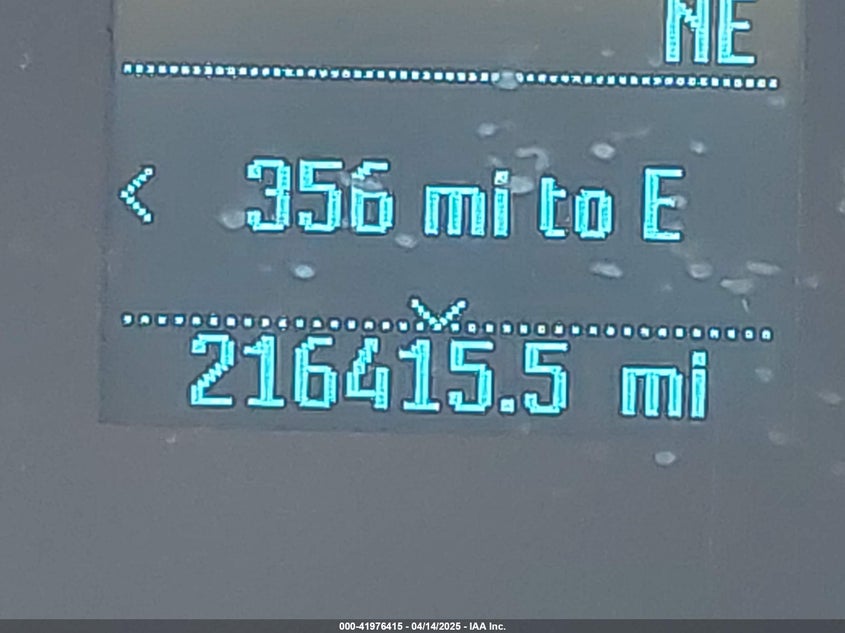 NE
< 356 mi to E
216415.5 mi
000-41976415 - 04/14/2025 - IAA Inc.